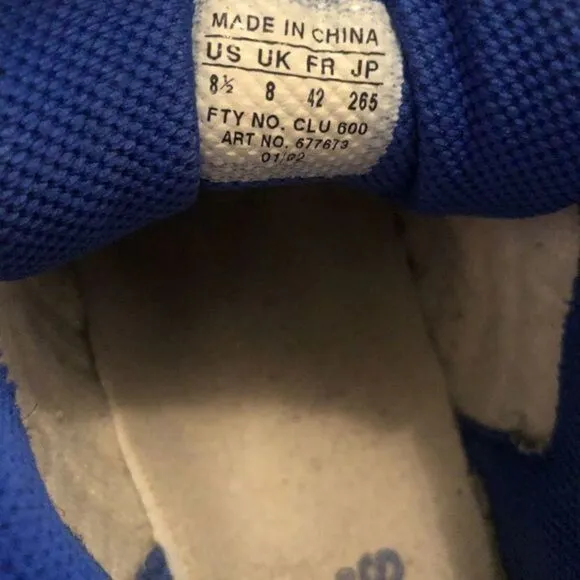 MADE IN CHINA
US UK FR JP
8½ 8 42 265
FTY NO. CLU 600
ART NO. 677673
01/02